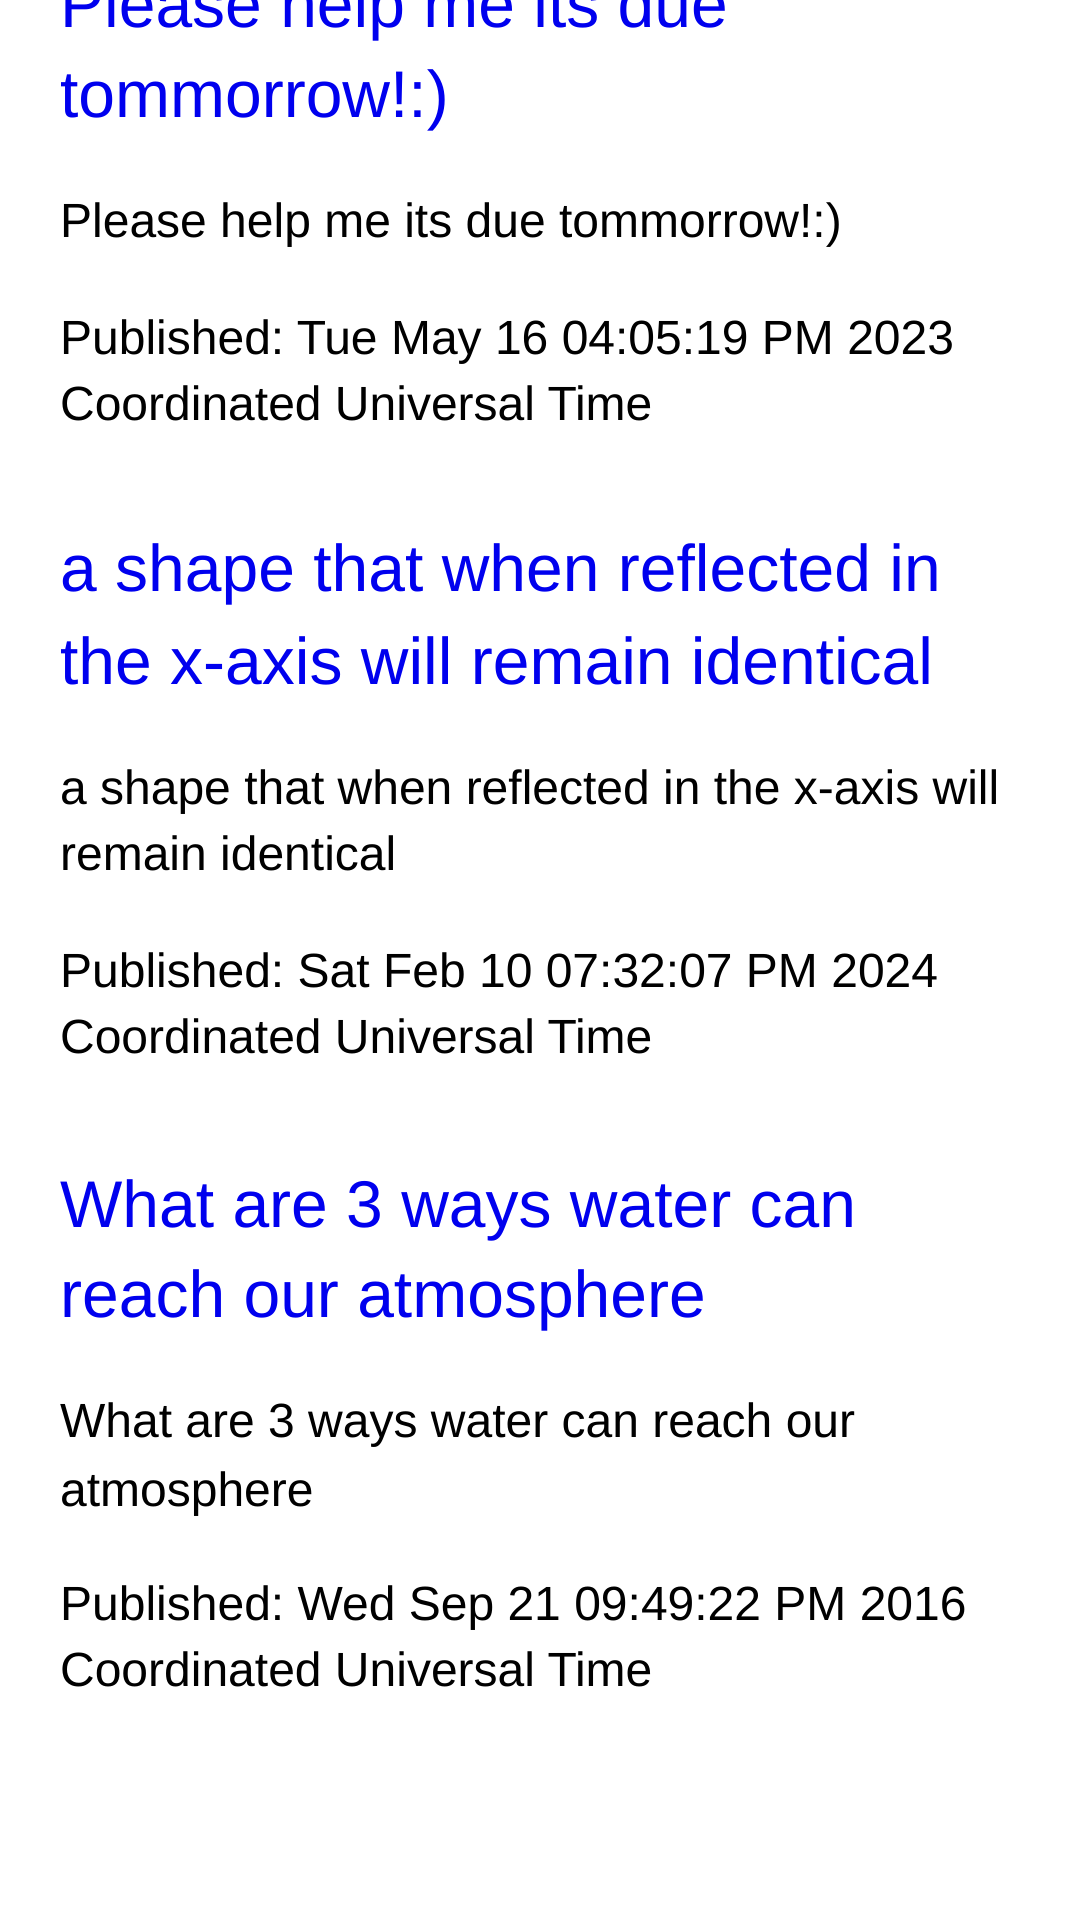 Please help me its due
tommorrow!:)
Please help me its due tommorrow!:)
Published: Tue May 16 04:05:19 PM 2023
Coordinated Universal Time
a shape that when reflected in
the x-axis will remain identical
a shape that when reflected in the x-axis will
remain identical
Published: Sat Feb 10 07:32:07 PM 2024
Coordinated Universal Time
What are 3 ways water can
reach our atmosphere
What are 3 ways water can reach our
atmosphere
Published: Wed Sep 21 09:49:22 PM 2016
Coordinated Universal Time